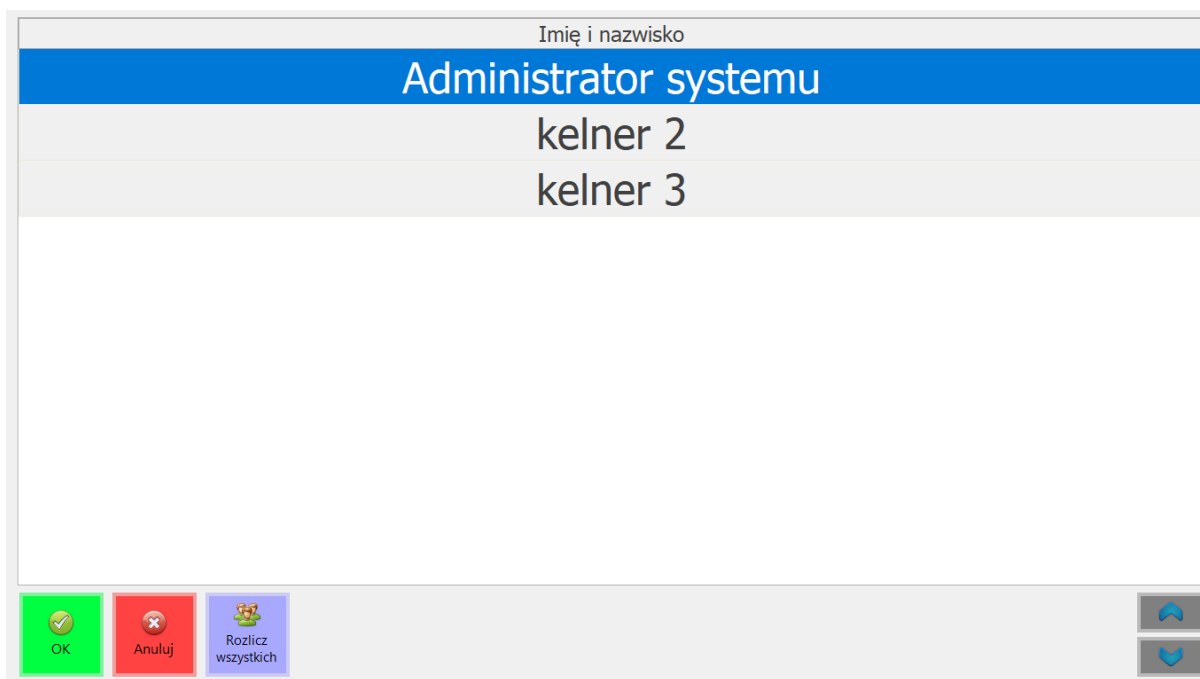 Imię i nazwisko
Administrator systemu
kelner 2
kelner 3
OK
Anuluj
Rozlicz
wszystkich